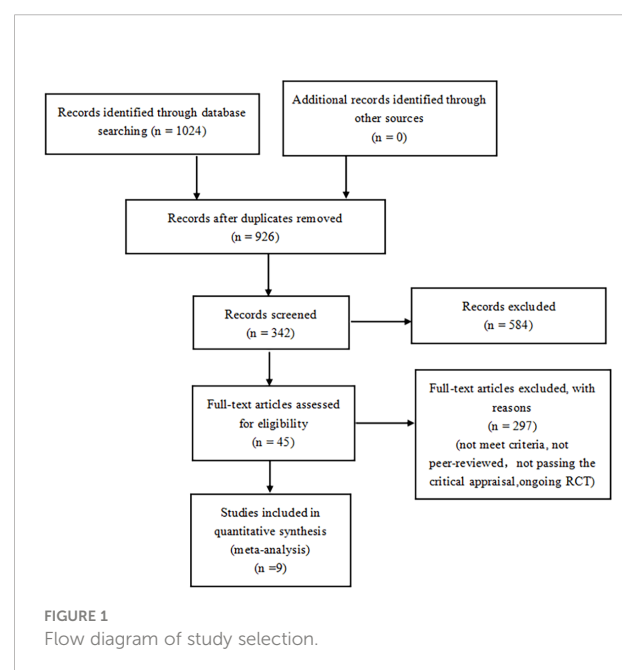 Records identified through database
searching (n = 1024)
Additional records identified through
other sources
(n = 0)
Records after duplicates removed
(n = 926)
Records screened
(n = 342)
Records excluded
(n = 584)
Full-text articles assessed
for eligibility
(n = 45)
Full-text articles excluded, with
reasons
(n = 297)
(not meet criteria, not
peer-reviewed，not passing the
critical appraisal,ongoing RCT)
Studies included in
quantitative synthesis
(meta-analysis)
(n =9)
FIGURE 1
Flow diagram of study selection.